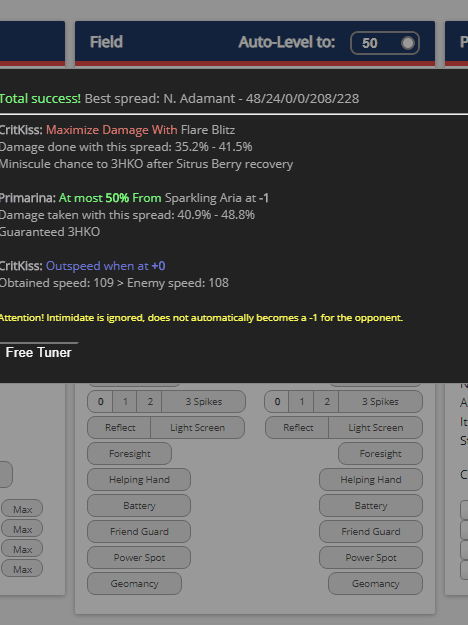 Field
Auto-Level to: 50
Total success! Best spread: N. Adamant - 48/24/0/0/208/228
CritKiss: Maximize Damage With Flare Blitz
Damage done with this spread: 35.2% - 41.5%
Miniscule chance to 3HKO after Sitrus Berry recovery
Primarina: At most 50% From Sparkling Aria at -1
Damage taken with this spread: 40.9% - 48.8%
Guaranteed 3HKO
CritKiss: Outspeed when at +0
Obtained speed: 109 > Enemy speed: 108
Attention! Intimidate is ignored, does not automatically becomes a -1 for the opponent.
Free Tuner
0 1 2 3 Spikes 0 1 2 3 Spikes
Reflect Light Screen Reflect Light Screen
Foresight Foresight
Helping Hand Helping Hand
Battery Battery
Max Friend Guard Friend Guard
Max Power Spot Power Spot
Max Geomancy Geomancy
Max